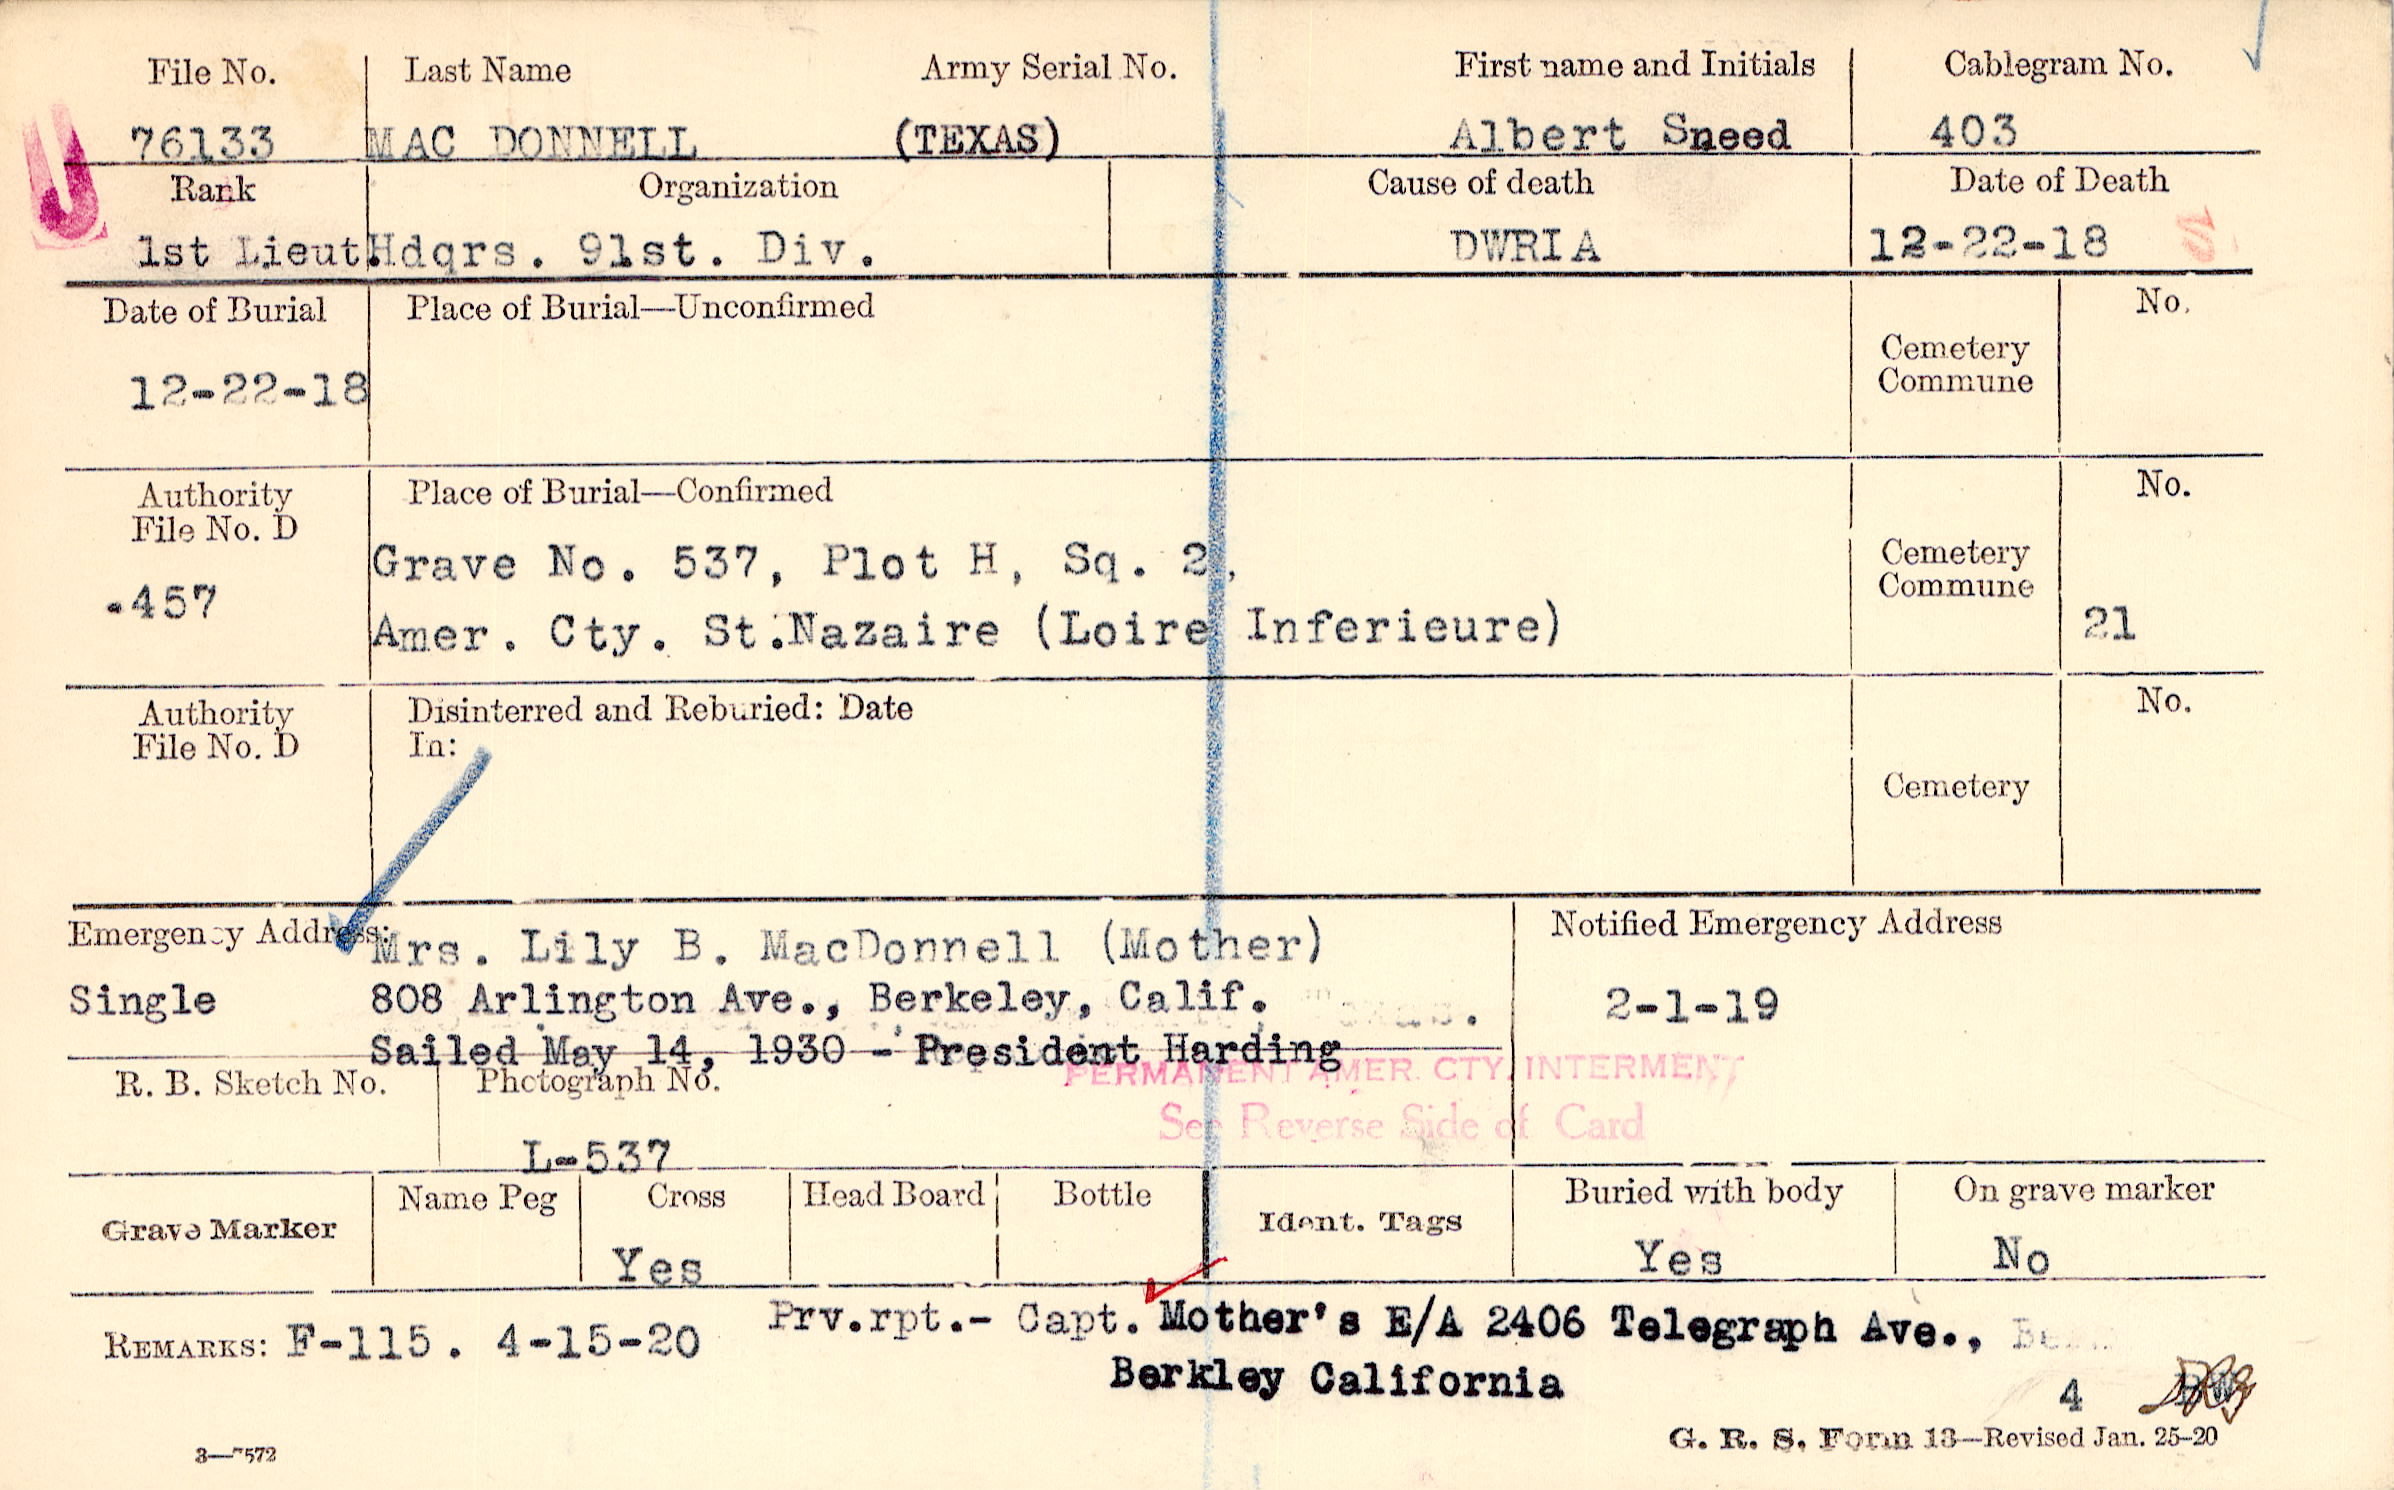 File No. Last Name Army Serial No. First name and Initials Cablegram No.
76133 MAC DONNELL (TEXAS) Albert Sneed 403
Rank Organization Cause of death Date of Death
1st Lieut. Hdqrs. 91st. Div. DWRIA 12-22-18 S
Date of Burial Place of Burial—Unconfirmed No.
Cemetery
Commune
12-22-18
Authority Place of Burial—Confirmed No.
File No. D
Grave No. 537, Plot H, Sq. 2, Cemetery
Commune
.457
Amer. Cty. St.Nazaire (Loire Inferieure) 21
Authority Disinterred and Reburied: Date No.
File No. D In:
Cemetery
Emergency Address: Mrs. Lily B. MacDonnell (Mother) Notified Emergency Address
Single 808 Arlington Ave., Berkeley, Calif. 2-1-19
Sailed May 14, 1930 - President Harding
PERMANENT AMER. CTY. INTERMENT
R. B. Sketch No. Photograph No.
See Reverse Side of Card
L-537
Grave Marker Name Peg Cross Head Board Bottle Ident. Tags Buried with body On grave marker
Yes Yes No
REMARKS: F-115. 4-15-20 Prv.rpt.- Capt. Mother's E/A 2406 Telegraph Ave.,
Berkley California
4
G. R. S. Form 13—Revised Jan. 25-20
3—7572